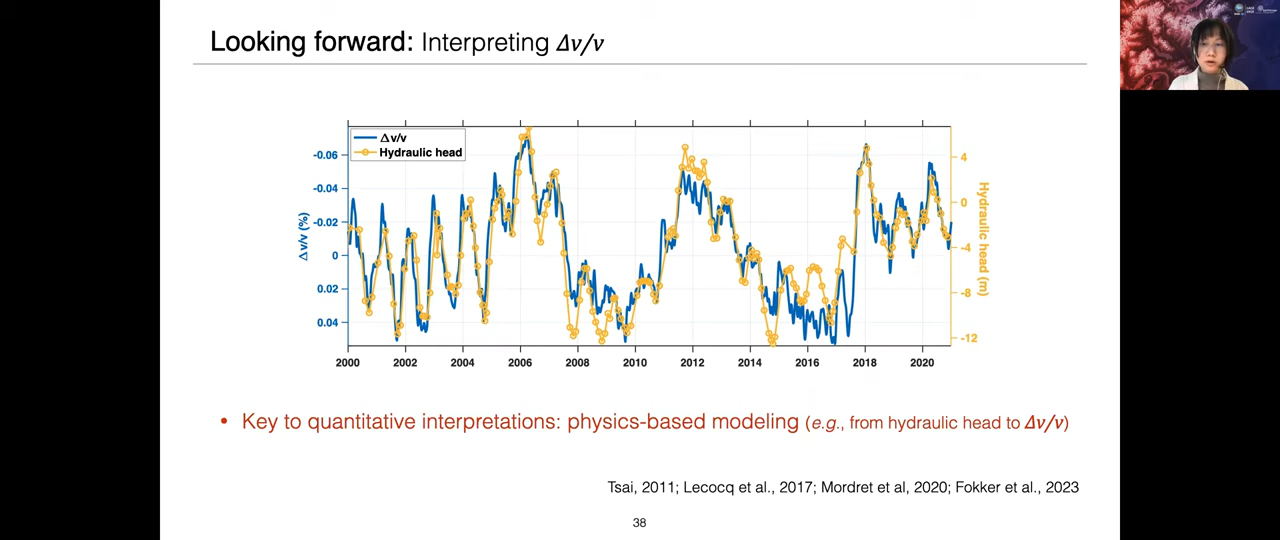 Looking forward: Interpreting Δv/v
Δv/v
Hydraulic head
-0.06
-0.04
-0.02
0
0.02
0.04
Δv/v (%)
4
0
-4
-8
-12
Hydraulic head (m)
2000 2002 2004 2006 2008 2010 2012 2014 2016 2018 2020
• Key to quantitative interpretations: physics-based modeling (e.g., from hydraulic head to Δv/v)
Tsai, 2011; Lecocq et al., 2017; Mordret et al, 2020; Fokker et al., 2023
38